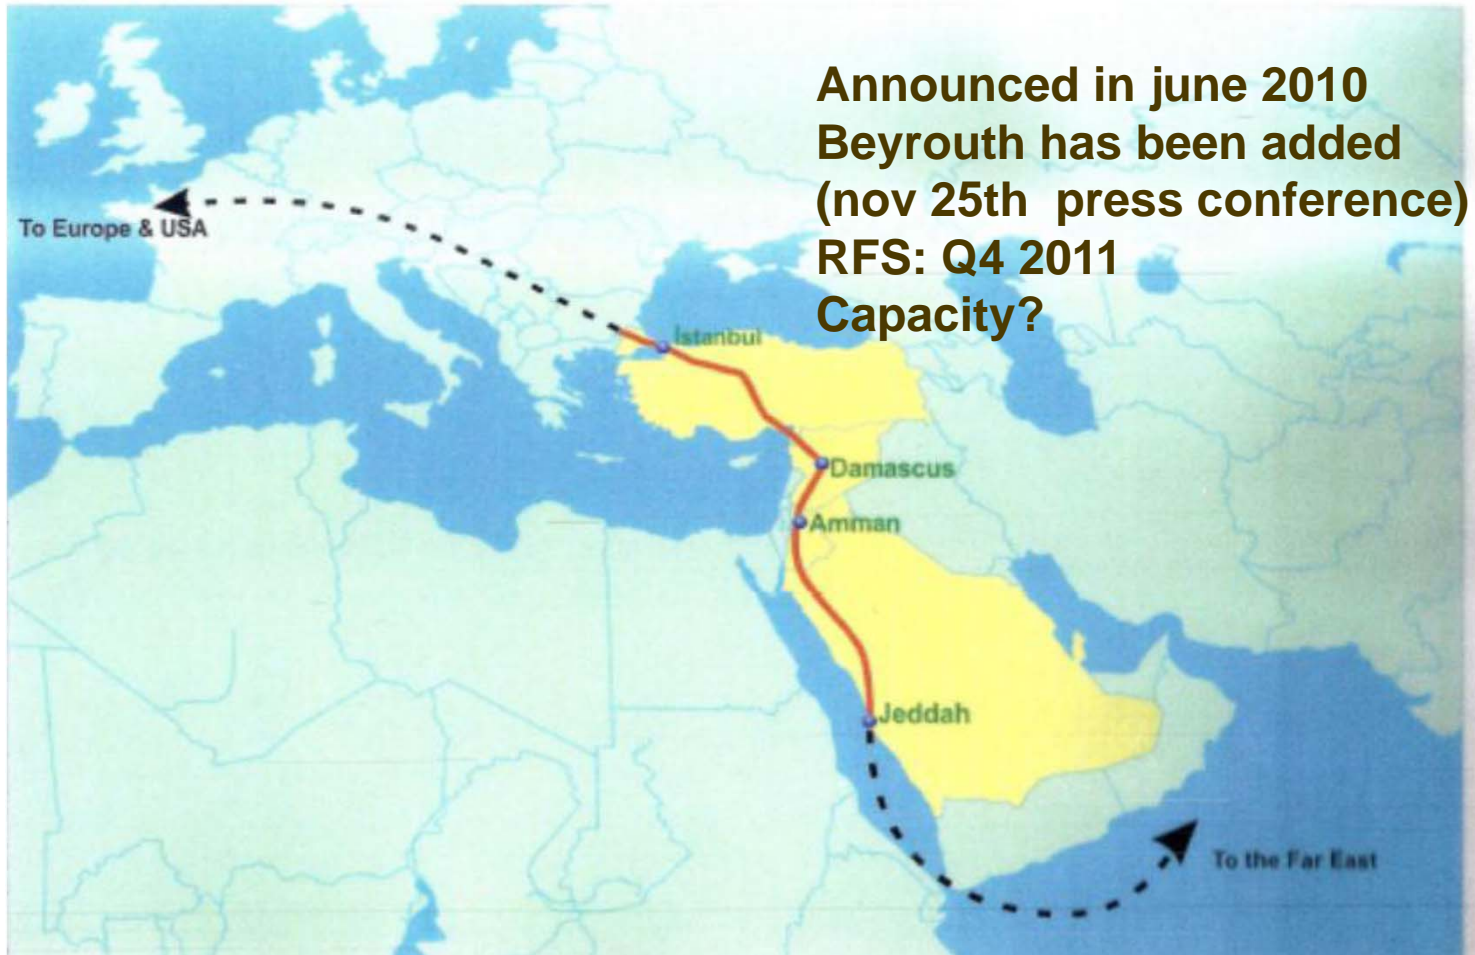 Announced in june 2010
Beyrouth has been added
(nov 25th press conference)
RFS: Q4 2011
Capacity?
To Europe & USA
İstanbul
Damascus
Amman
Jeddah
To the Far East